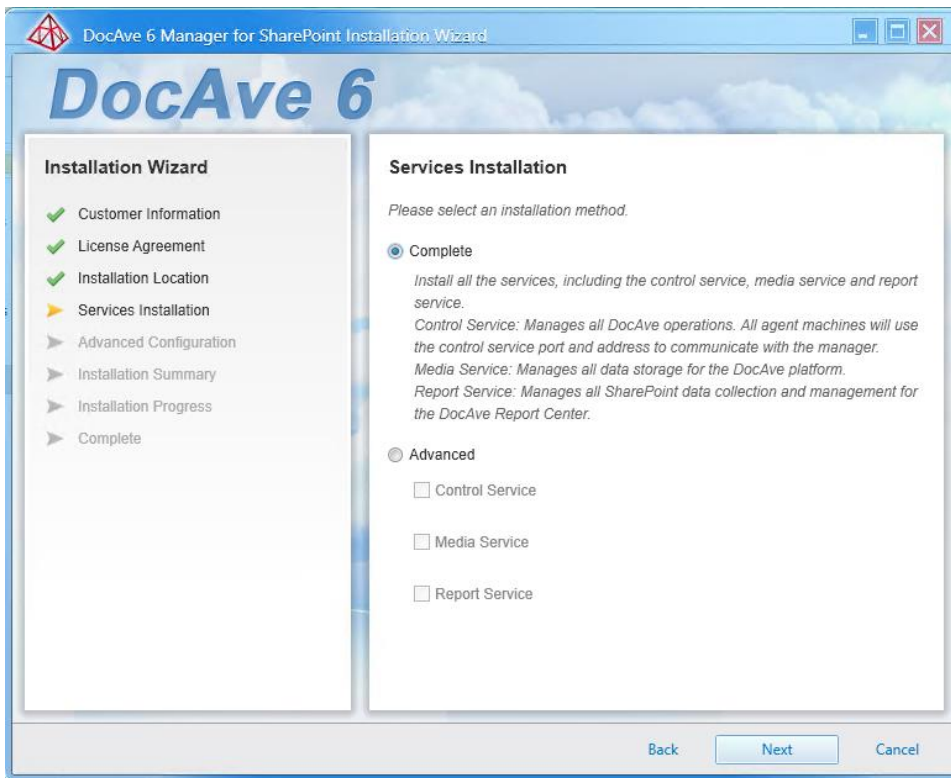 DocAve 6 Manager for SharePoint Installation Wizard
DocAve 6
Installation Wizard
Customer Information
License Agreement
Installation Location
Services Installation
Advanced Configuration
Installation Summary
Installation Progress
Complete
Services Installation
Please select an installation method.
Complete
Install all the services, including the control service, media service and report
service.
Control Service: Manages all DocAve operations. All agent machines will use
the control service port and address to communicate with the manager.
Media Service: Manages all data storage for the DocAve platform.
Report Service: Manages all SharePoint data collection and management for
the DocAve Report Center.
Advanced
Control Service
Media Service
Report Service
Back
Next
Cancel